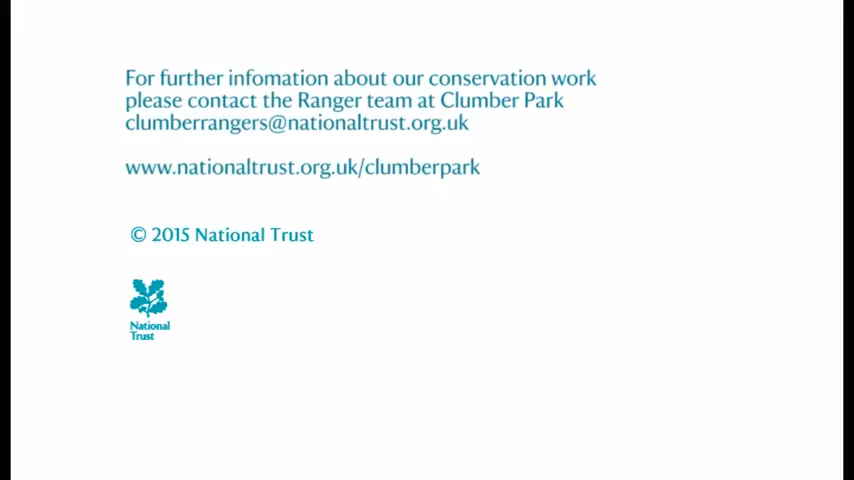 For further infomation about our conservation work
please contact the Ranger team at Clumber Park
clumberrangers@nationaltrust.org.uk
www.nationaltrust.org.uk/clumberpark
© 2015 National Trust
National
Trust